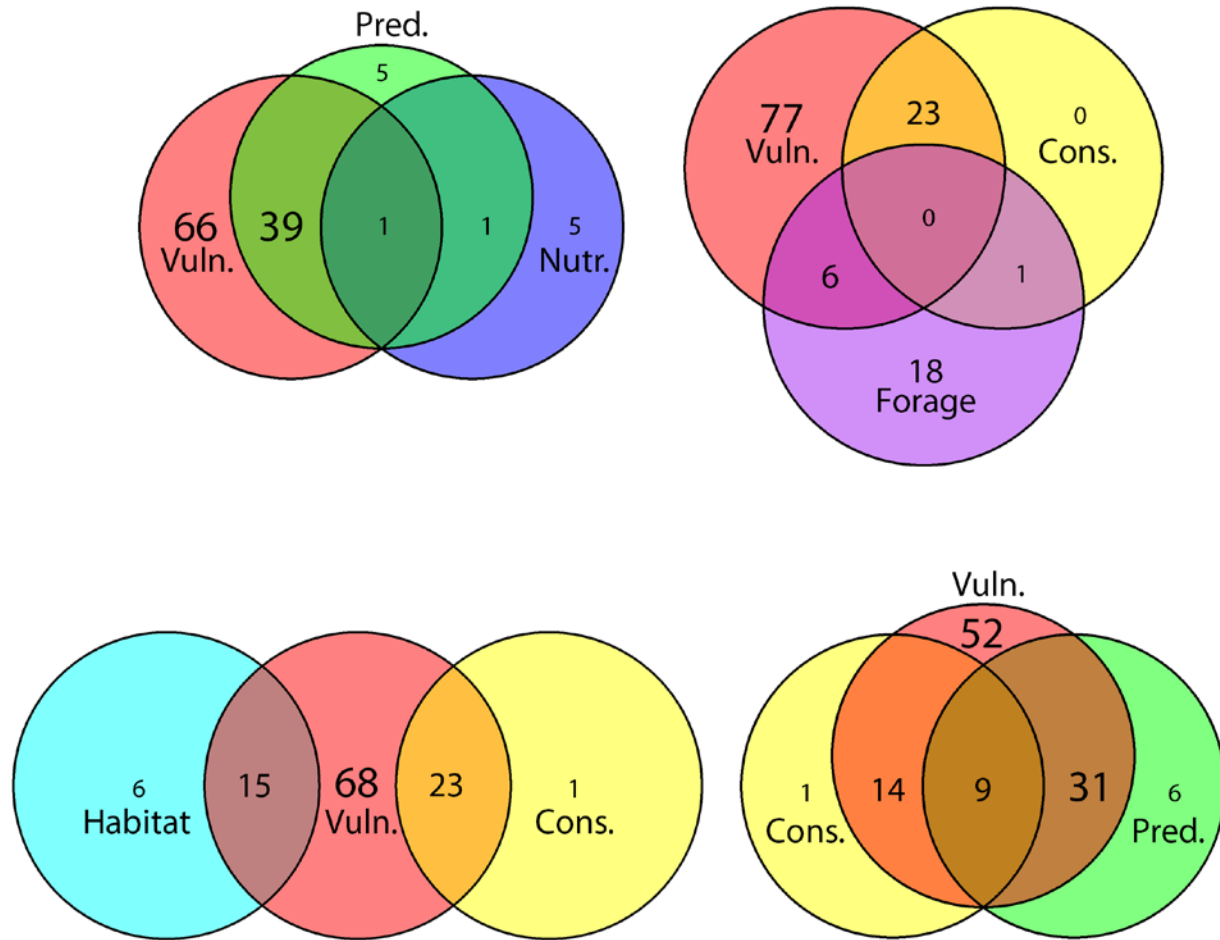 Pred.
5
66
Vuln.
39
1
1
5
Nutr.
77
Vuln.
23
0
Cons.
0
6
1
18
Forage
6
Habitat
15
68
Vuln.
23
1
Cons.
Vuln.
52
1
Cons.
14
9
31
6
Pred.